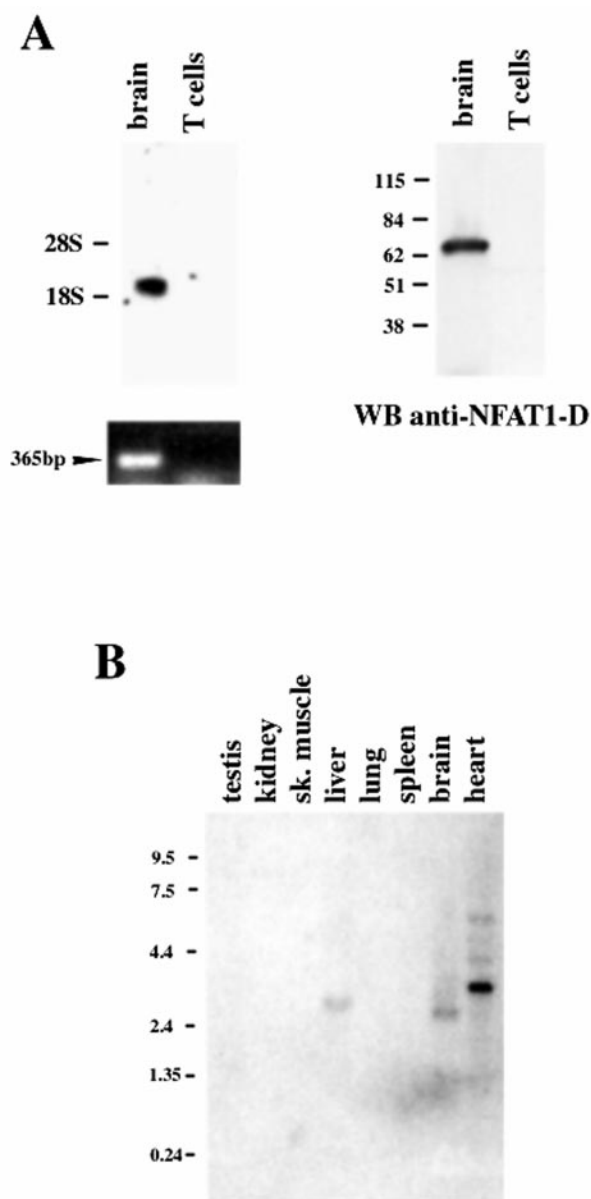 A
brain
T cells
28S
18S
365bp
brain
T cells
115
84
62
51
38
WB anti-NFAT1-D
B
testis
kidney
sk. muscle
liver
lung
spleen
brain
heart
9.5
7.5
4.4
2.4
1.35
0.24